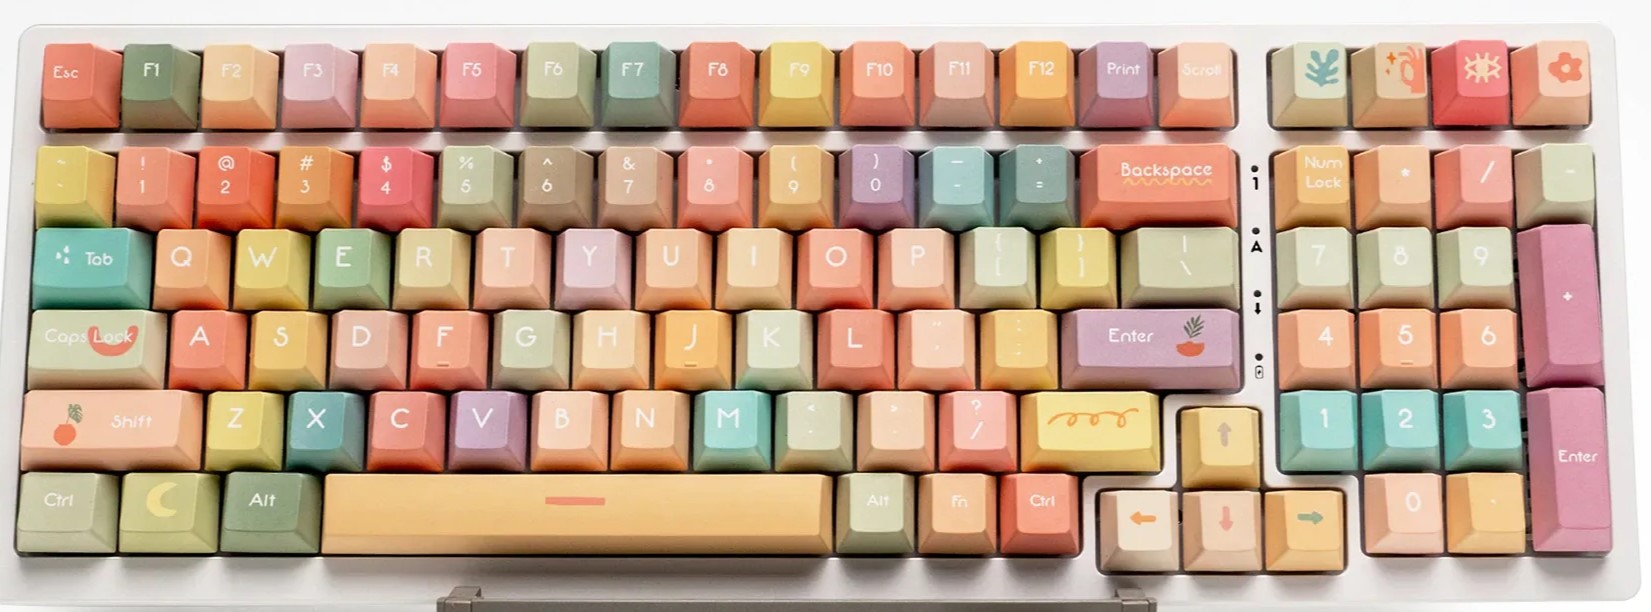 Esc F1 F2 F3 F4 F5 F6 F7 F8 F9 F10 F11 F12 Print Scroll
~ ! @ # $ % ^ & * ( ) — + Backspace Num Lock * / -
- 1 2 3 4 5 6 7 8 9 0 - =
1
Tab Q W E R T Y U I O P { [ } ] | \ 7 8 9 +
A
Caps Lock A S D F G H J K L Enter 4 5 6
Shift Z X C V B N M < . > . ? / ↑ 1 2 3 Enter
Ctrl Alt Alt Fn Ctrl ← ↓ → 0 .